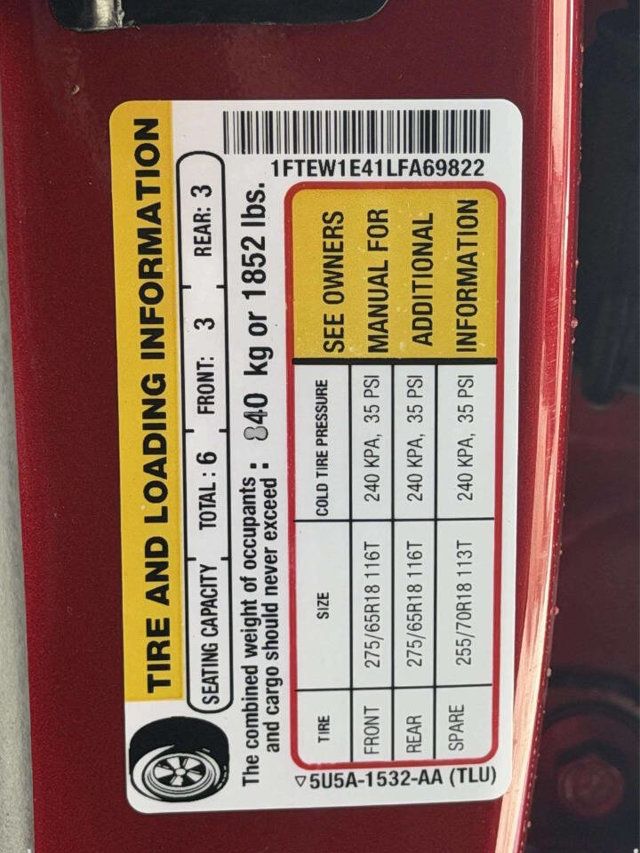 TIRE AND LOADING INFORMATION
SEATING CAPACITY TOTAL : 6 FRONT: 3 REAR: 3
The combined weight of occupants
and cargo should never exceed : 840 kg or 1852 lbs.
1FTEW1E41LFA69822
TIRE SIZE COLD TIRE PRESSURE
FRONT 275/65R18 116T 240 KPA, 35 PSI
REAR 275/65R18 116T 240 KPA, 35 PSI
SPARE 255/70R18 113T 240 KPA, 35 PSI
SEE OWNERS
MANUAL FOR
ADDITIONAL
INFORMATION
▽5U5A-1532-AA (TLU)